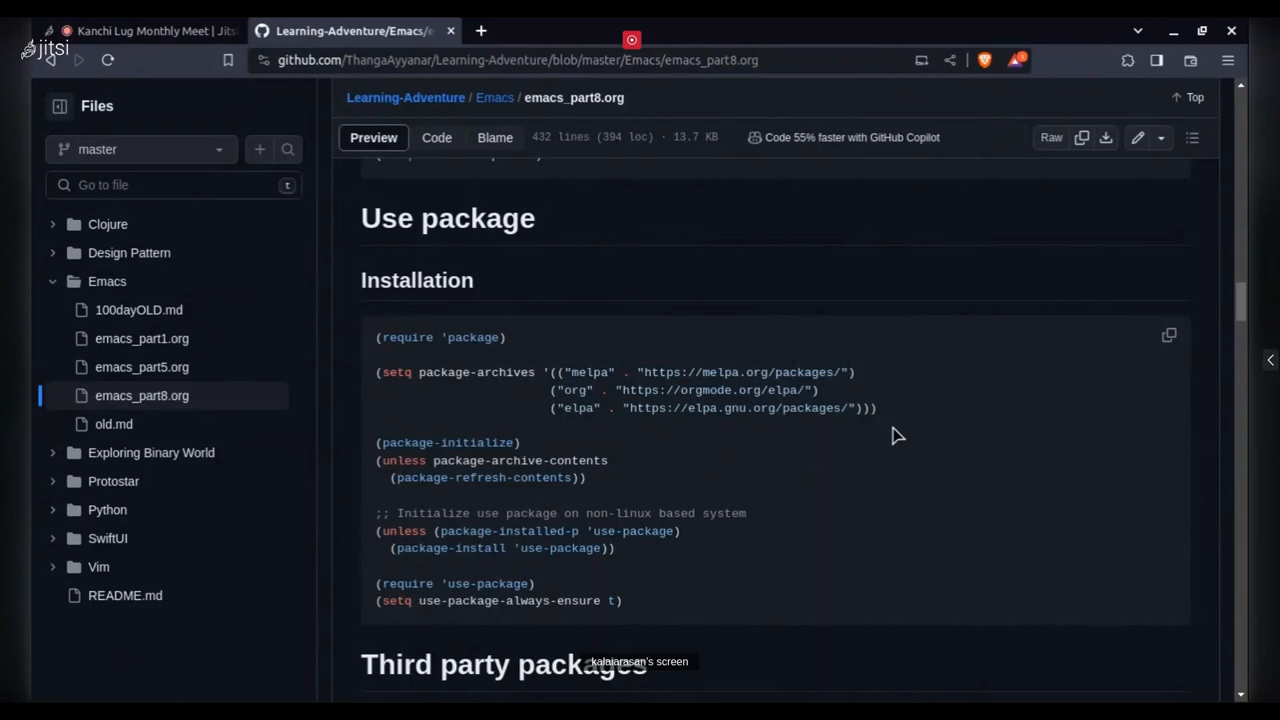 Kanchi Lug Monthly Meet | Jits
Learning-Adventure/Emacs/e
jitsi
github.com/ThangaAyyanar/Learning-Adventure/blob/master/Emacs/emacs_part8.org
Files
master
Go to file
t
Clojure
Design Pattern
Emacs
100dayOLD.md
emacs_part1.org
emacs_part5.org
emacs_part8.org
old.md
Exploring Binary World
Protostar
Python
SwiftUI
Vim
README.md
Learning-Adventure / Emacs / emacs_part8.org
Top
Preview
Code
Blame
432 lines (394 loc) · 13.7 KB
Code 55% faster with GitHub Copilot
Raw
Use package
Installation
(require 'package)
(setq package-archives '(("melpa" . "https://melpa.org/packages/")
("org" . "https://orgmode.org/elpa/")
("elpa" . "https://elpa.gnu.org/packages/")))
(package-initialize)
(unless package-archive-contents
(package-refresh-contents))
;; Initialize use package on non-linux based system
(unless (package-installed-p 'use-package)
(package-install 'use-package))
(require 'use-package)
(setq use-package-always-ensure t)
Third party packages
kalaiarasan's screen